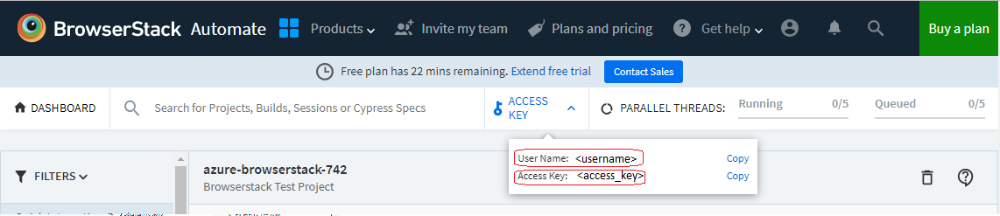 BrowserStack Automate Products Invite my team Plans and pricing Get help Buy a plan
Free plan has 22 mins remaining. Extend free trial Contact Sales
DASHBOARD Search for Projects, Builds, Sessions or Cypress Specs ACCESS KEY PARALLEL THREADS: Running 0/5 Queued 0/5
User Name: <username> Copy
Access Key: <access_key> Copy
FILTERS
azure-browserstack-742
Browserstack Test Project